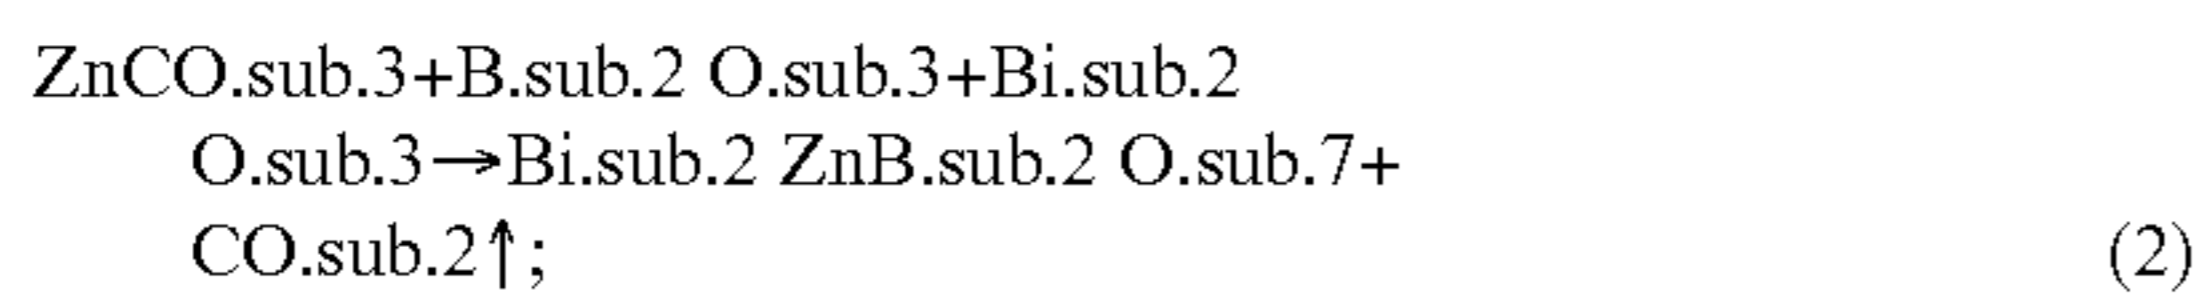 ZnCO.sub.3+B.sub.2 O.sub.3+Bi.sub.2
O.sub.3→Bi.sub.2 ZnB.sub.2 O.sub.7+
CO.sub.2↑; (2)